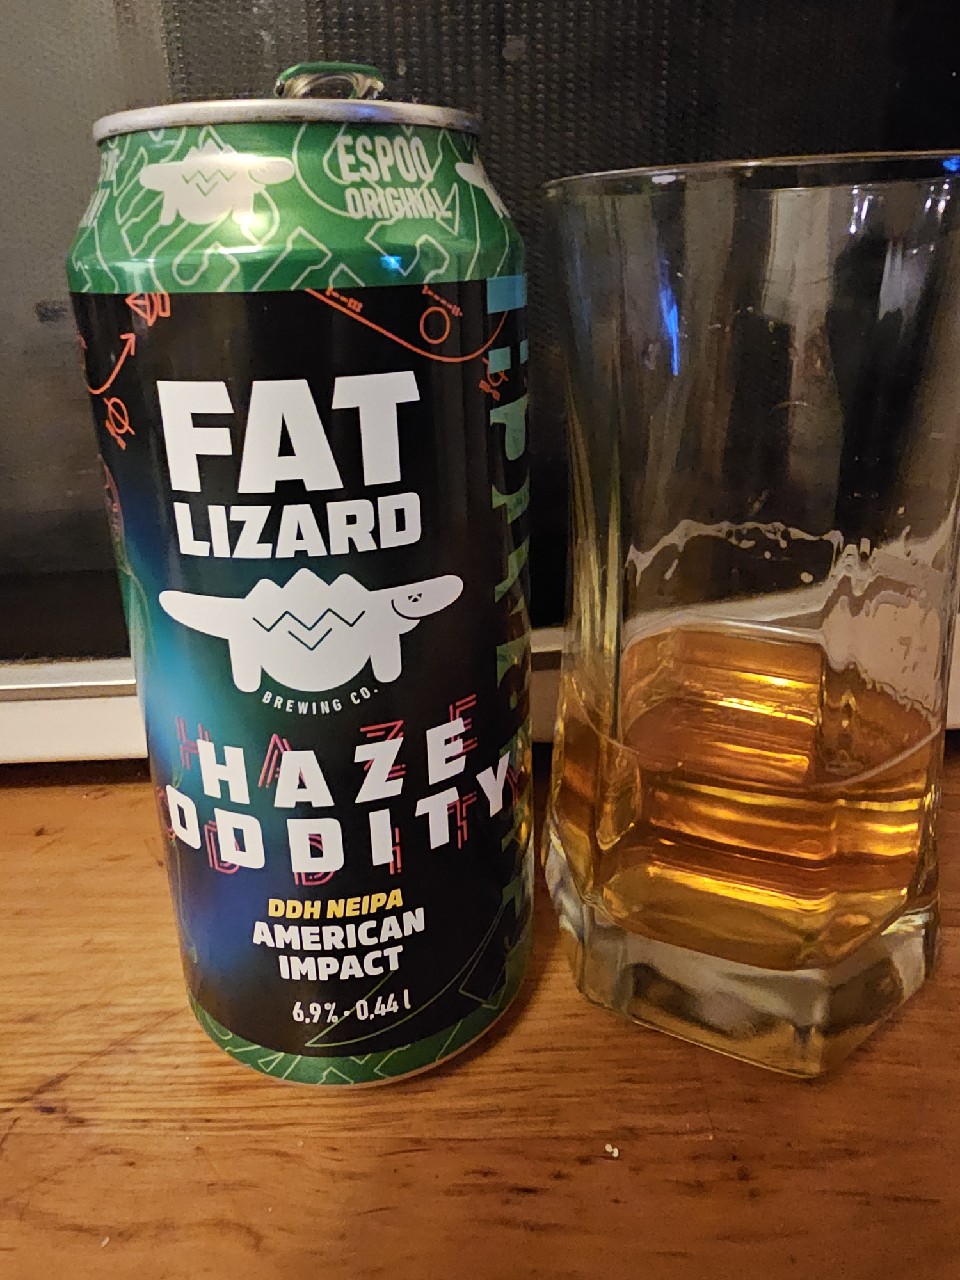 ESPOO
ORIGINAL
FAT
LIZARD
BREWING CO.
HAZE
ODDITY
DDH NEIPA
AMERICAN
IMPACT
6,9% - 0,44 l